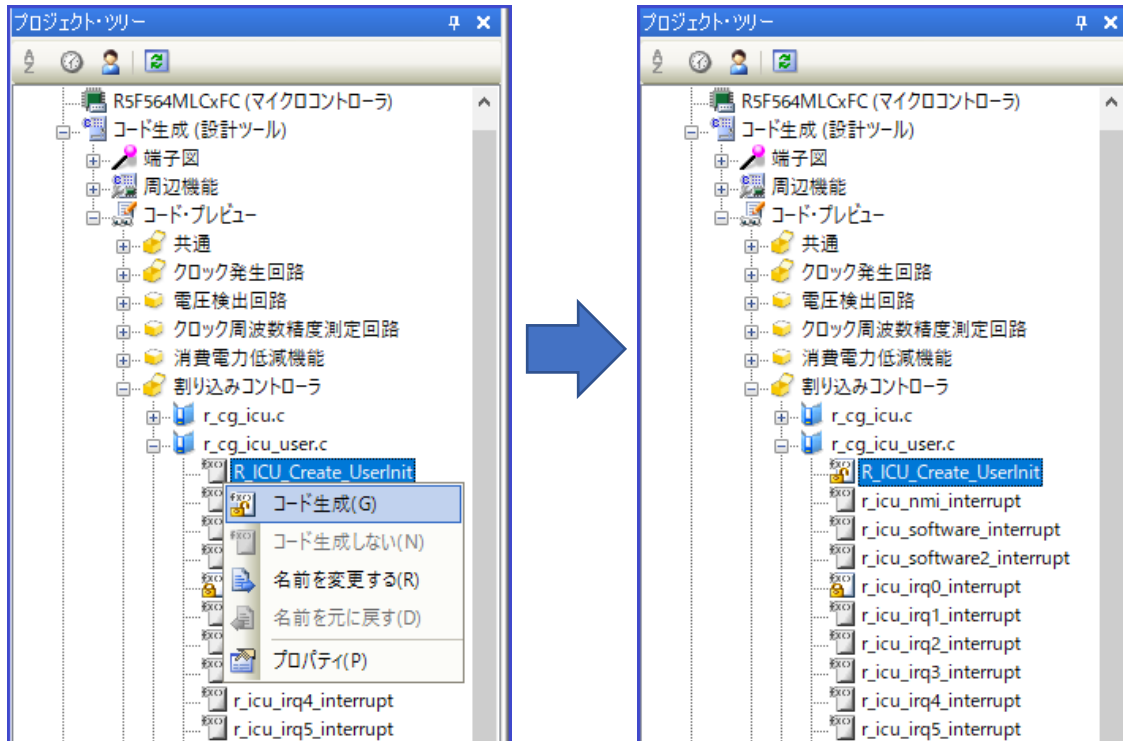 プロジェクト・ツリー
R5F564MLCxFC (マイクロコントローラ)
コード生成 (設計ツール)
端子図
周辺機能
コード・プレビュー
共通
クロック発生回路
電圧検出回路
クロック周波数精度測定回路
消費電力低減機能
割り込みコントローラ
r_cg_icu.c
r_cg_icu_user.c
R_ICU_Create_UserInit
コード生成(G)
コード生成しない(N)
名前を変更する(R)
名前を元に戻す(D)
プロパティ(P)
r_icu_irq4_interrupt
r_icu_irq5_interrupt
プロジェクト・ツリー
R5F564MLCxFC (マイクロコントローラ)
コード生成 (設計ツール)
端子図
周辺機能
コード・プレビュー
共通
クロック発生回路
電圧検出回路
クロック周波数精度測定回路
消費電力低減機能
割り込みコントローラ
r_cg_icu.c
r_cg_icu_user.c
R_ICU_Create_UserInit
r_icu_nmi_interrupt
r_icu_software_interrupt
r_icu_software2_interrupt
r_icu_irq0_interrupt
r_icu_irq1_interrupt
r_icu_irq2_interrupt
r_icu_irq3_interrupt
r_icu_irq4_interrupt
r_icu_irq5_interrupt